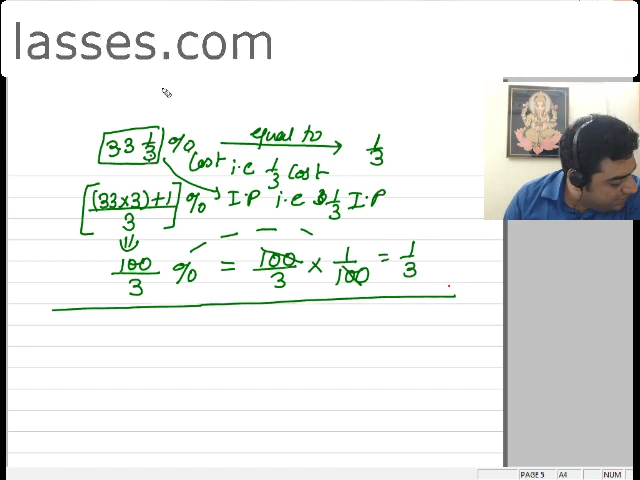 lasses.com
33 1/3 % equal to 1/3
Cost i.e 1/3 Cost
[((33 x 3) + 1)/3] % I.P i.e 1/3 I.P
100/3 % = 100/3 x 1/100 = 1/3
PAGE 5 A4 NUM